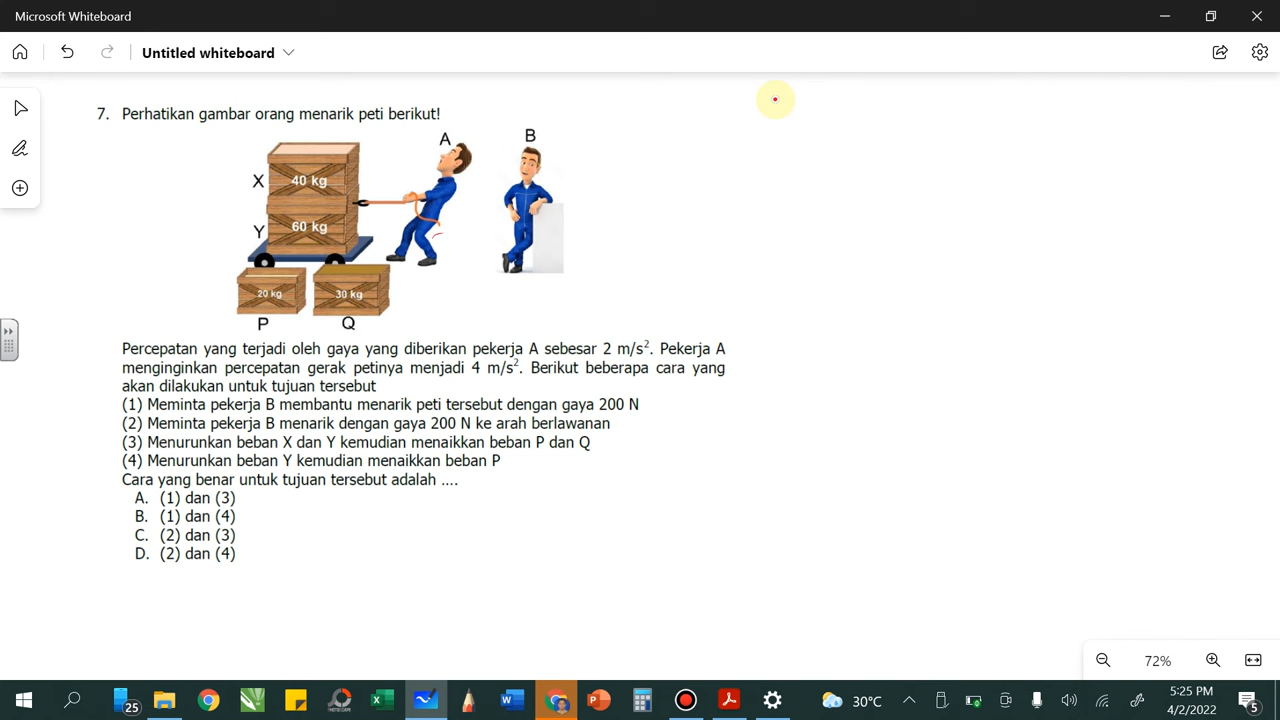 Microsoft Whiteboard
Untitled whiteboard
7. Perhatikan gambar orang menarik peti berikut!
A
B
X
40 kg
Y
60 kg
20 kg
30 kg
P
Q
Percepatan yang terjadi oleh gaya yang diberikan pekerja A sebesar 2 m/s². Pekerja A
menginginkan percepatan gerak petinya menjadi 4 m/s². Berikut beberapa cara yang
akan dilakukan untuk tujuan tersebut
(1) Meminta pekerja B membantu menarik peti tersebut dengan gaya 200 N
(2) Meminta pekerja B menarik dengan gaya 200 N ke arah berlawanan
(3) Menurunkan beban X dan Y kemudian menaikkan beban P dan Q
(4) Menurunkan beban Y kemudian menaikkan beban P
Cara yang benar untuk tujuan tersebut adalah ....
A. (1) dan (3)
B. (1) dan (4)
C. (2) dan (3)
D. (2) dan (4)
72%
25
30°C
5:25 PM
4/2/2022
5